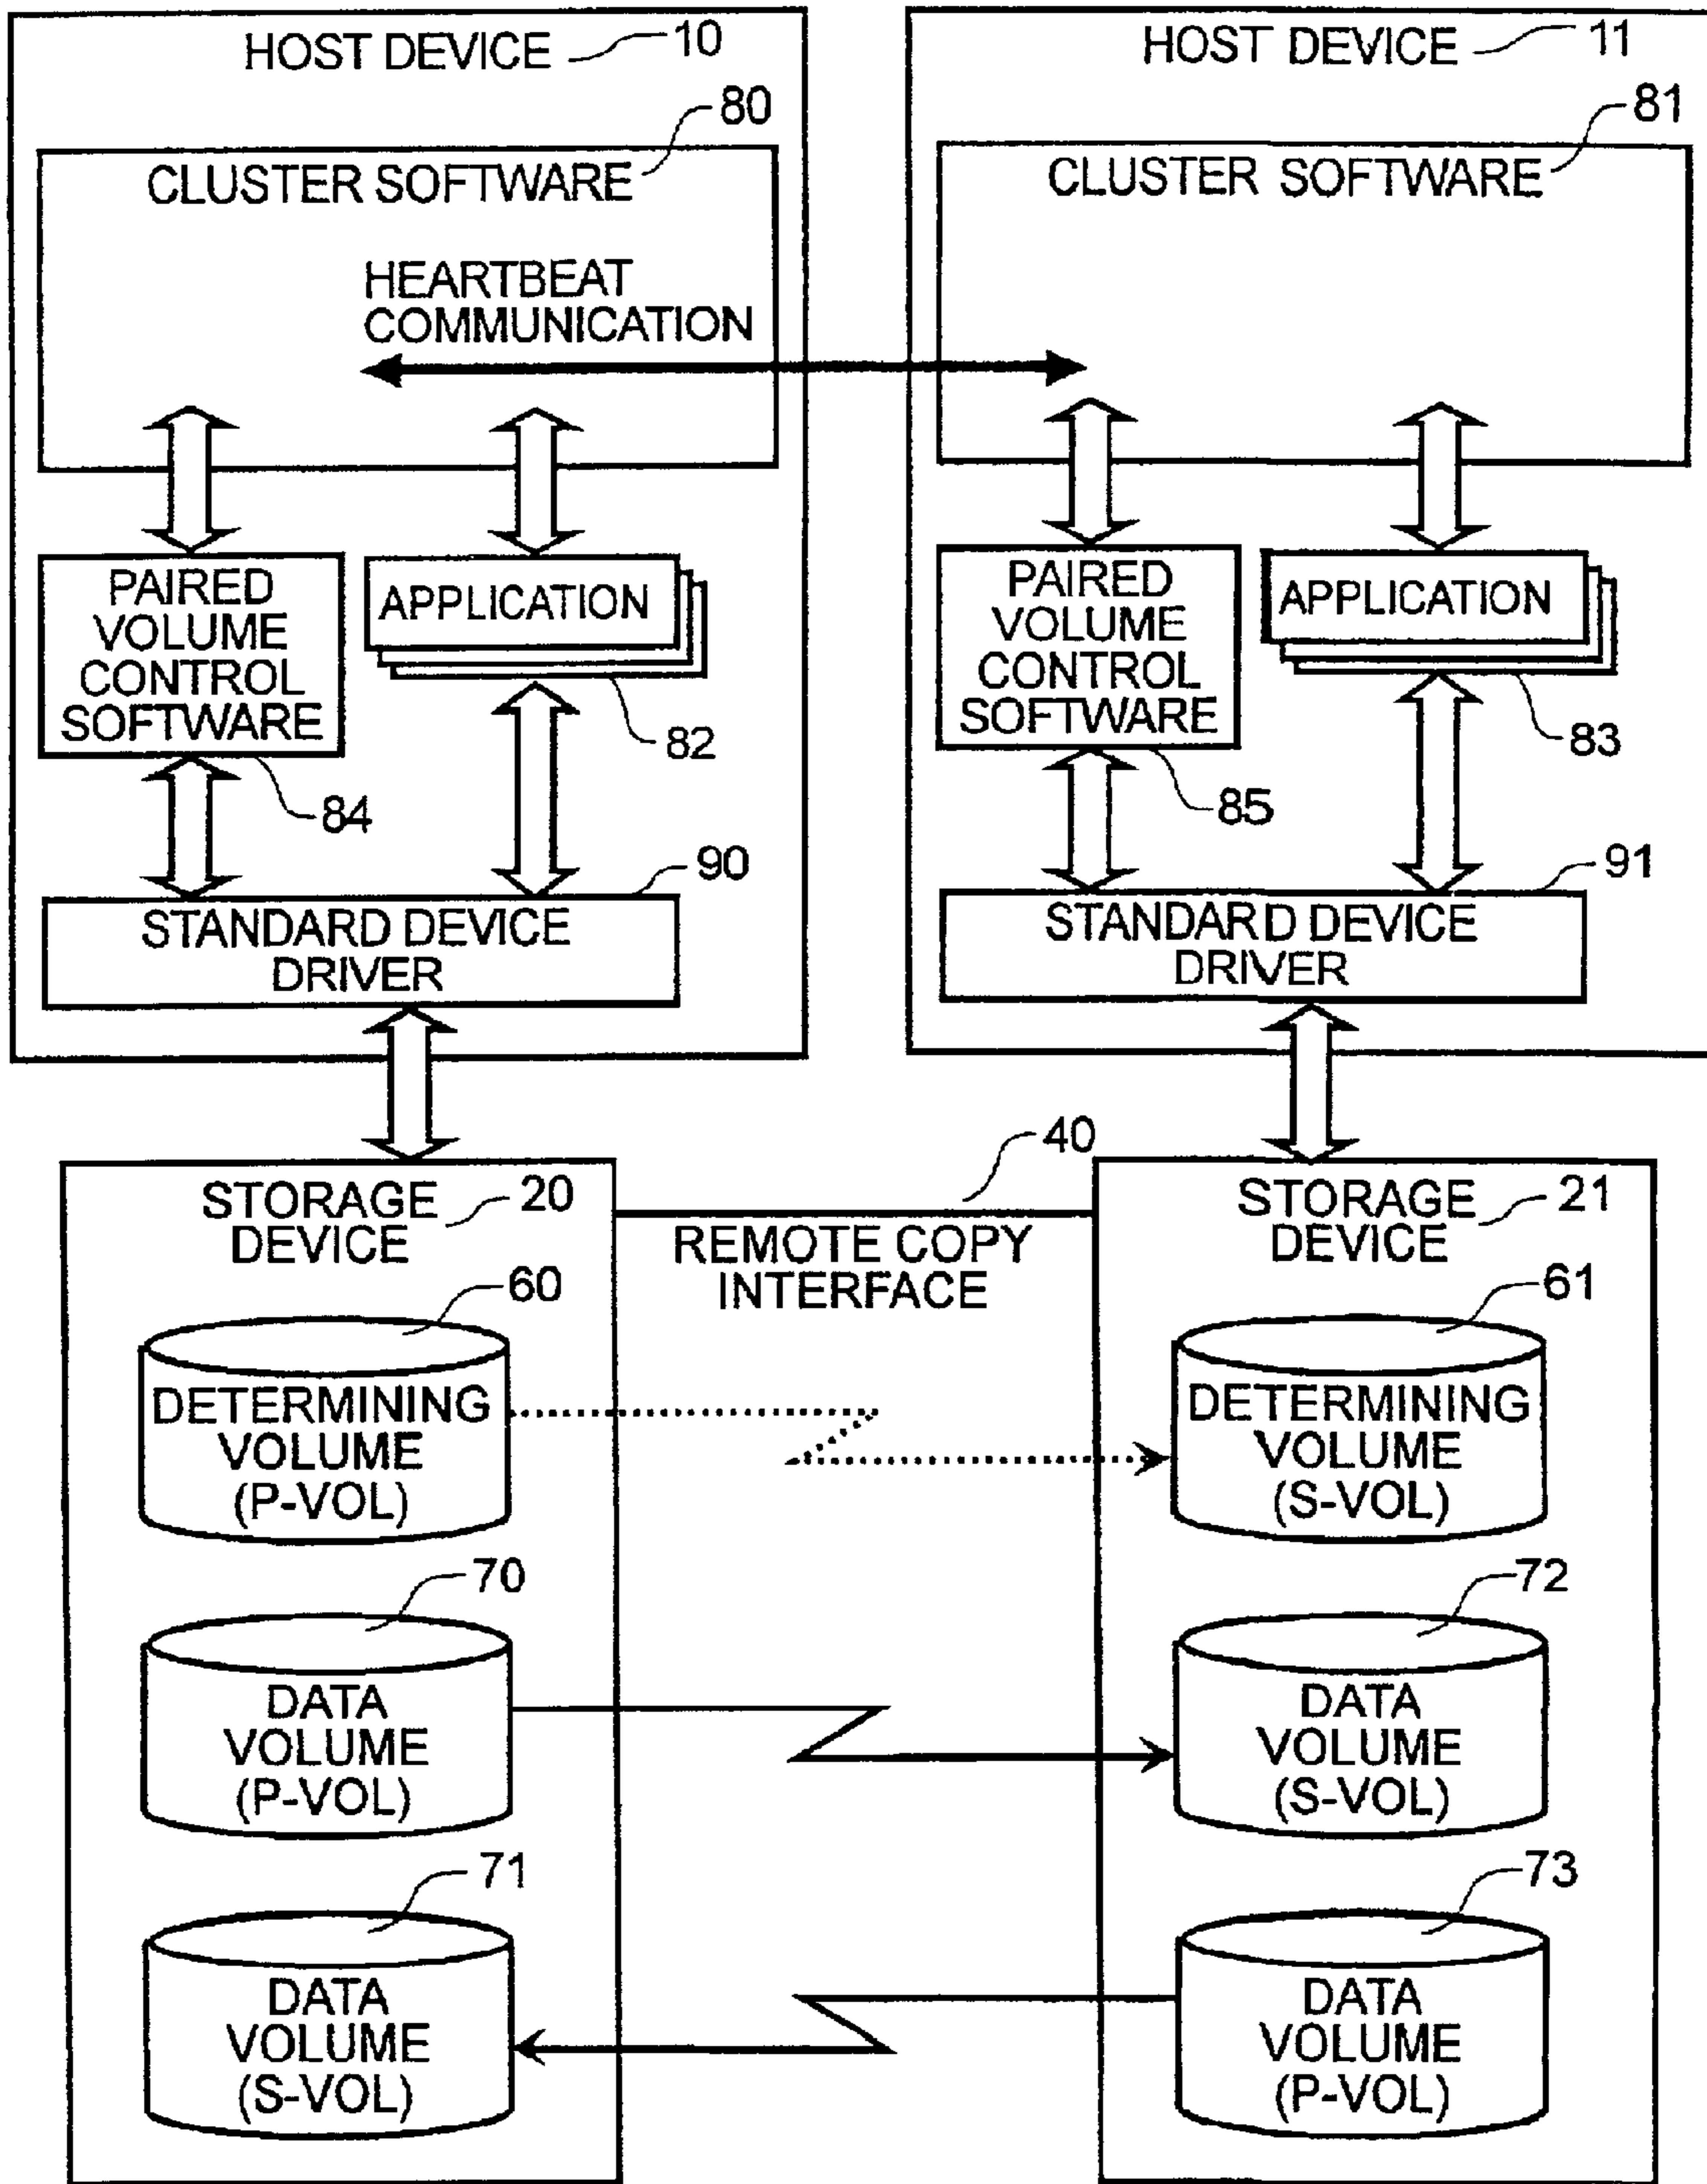 HOST DEVICE 10
HOST DEVICE 11
80
81
CLUSTER SOFTWARE
CLUSTER SOFTWARE
HEARTBEAT
COMMUNICATION
PAIRED
VOLUME
CONTROL
SOFTWARE
APPLICATION
PAIRED
VOLUME
CONTROL
SOFTWARE
APPLICATION
82
83
84
85
90
91
STANDARD DEVICE
DRIVER
STANDARD DEVICE
DRIVER
40
STORAGE
DEVICE
20
REMOTE COPY
INTERFACE
STORAGE
DEVICE
21
60
61
DETERMINING
VOLUME
(P-VOL)
DETERMINING
VOLUME
(S-VOL)
70
72
DATA
VOLUME
(P-VOL)
DATA
VOLUME
(S-VOL)
71
73
DATA
VOLUME
(S-VOL)
DATA
VOLUME
(P-VOL)